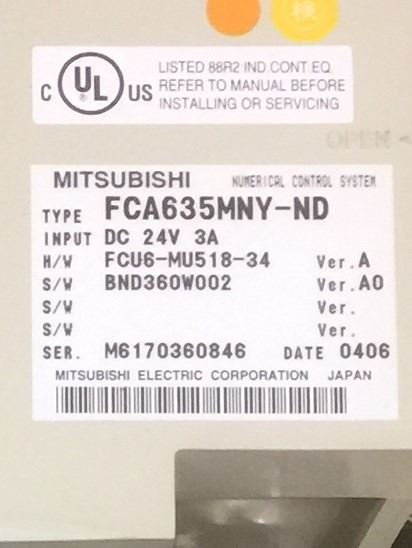 検
C UL US
LISTED 88R2 IND.CONT.EQ.
REFER TO MANUAL BEFORE
INSTALLING OR SERVICING
OPEN <
MITSUBISHI NUMERICAL CONTROL SYSTEM
TYPE FCA635MNY-ND
INPUT DC 24V 3A
H/W FCU6-MU518-34 Ver.A
S/W BND360W002 Ver.A0
S/W Ver.
S/W Ver.
SER. M6170360846 DATE 0406
MITSUBISHI ELECTRIC CORPORATION JAPAN